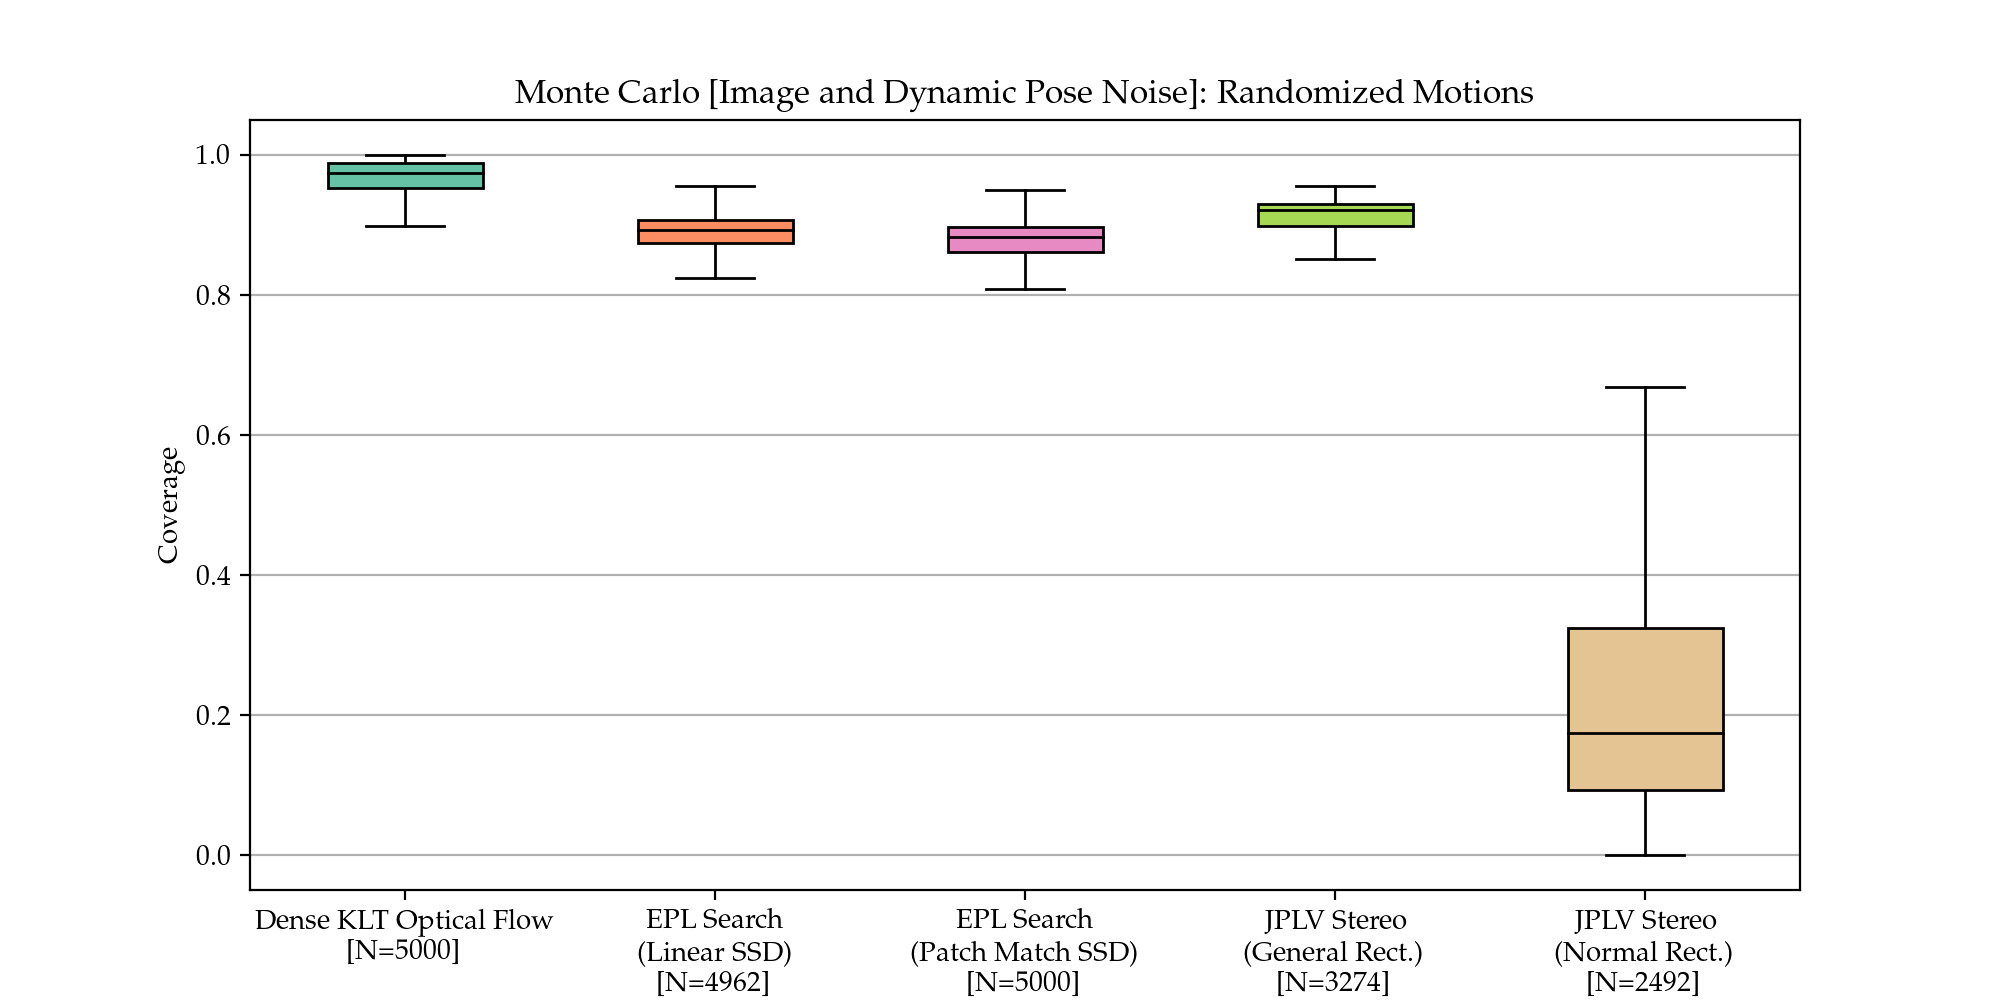 Monte Carlo [Image and Dynamic Pose Noise]: Randomized Motions
1.0
0.8
0.6
0.4
0.2
0.0
Coverage
Dense KLT Optical Flow
[N=5000]
EPL Search
(Linear SSD)
[N=4962]
EPL Search
(Patch Match SSD)
[N=5000]
JPLV Stereo
(General Rect.)
[N=3274]
JPLV Stereo
(Normal Rect.)
[N=2492]